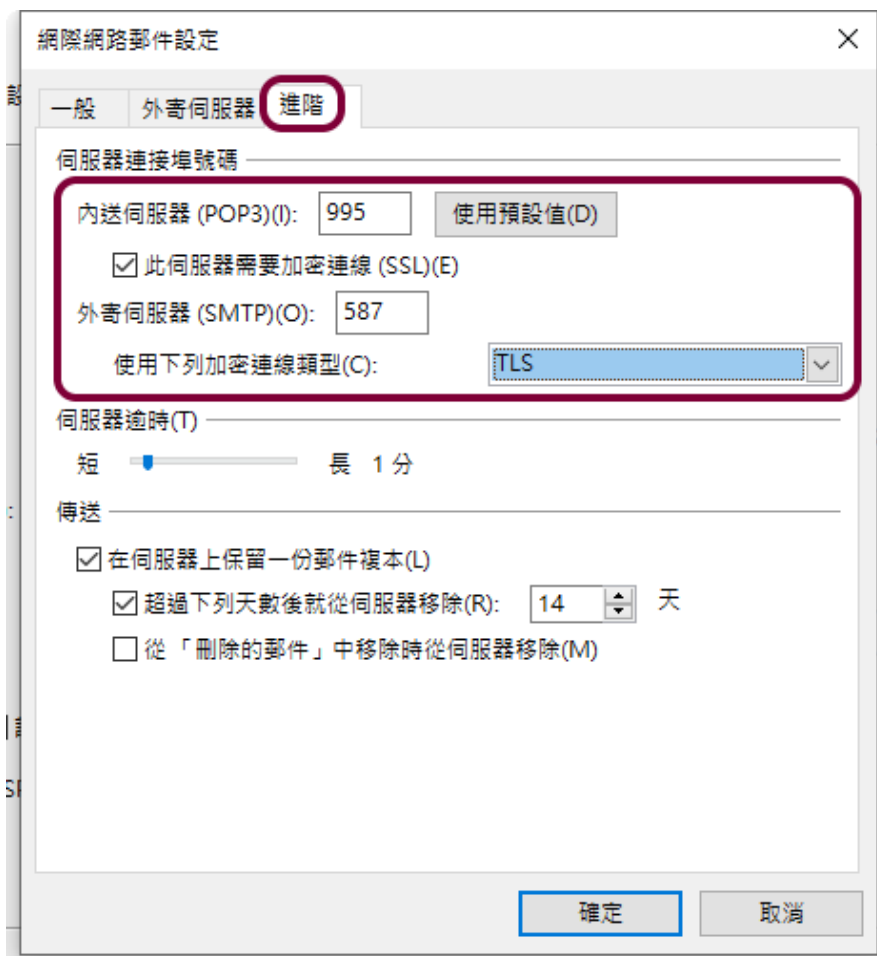 網際網路郵件設定
一般 外寄伺服器 進階
伺服器連接埠號碼
內送伺服器 (POP3)(I): 995 使用預設值(D)
此伺服器需要加密連線 (SSL)(E)
外寄伺服器 (SMTP)(O): 587
使用下列加密連線類型(C): TLS
伺服器逾時(T)
短 長 1 分
傳送
在伺服器上保留一份郵件複本(L)
超過下列天數後就從伺服器移除(R): 14 天
從「刪除的郵件」中移除時從伺服器移除(M)
確定 取消